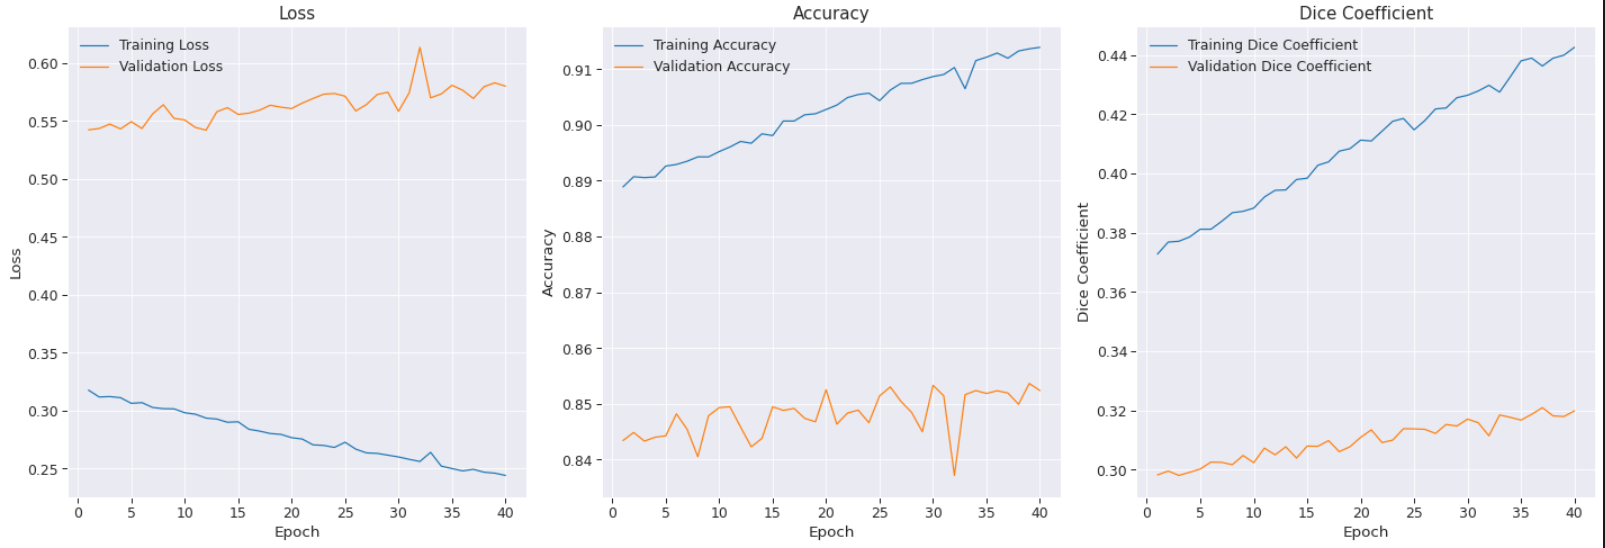 Loss
Training Loss
Validation Loss
0.60
0.55
0.50
0.45
0.40
0.35
0.30
0.25
Loss
0 5 10 15 20 25 30 35 40
Epoch
Accuracy
Training Accuracy
Validation Accuracy
0.91
0.90
0.89
0.88
0.87
0.86
0.85
0.84
Accuracy
0 5 10 15 20 25 30 35 40
Epoch
Dice Coefficient
Training Dice Coefficient
Validation Dice Coefficient
0.44
0.42
0.40
0.38
0.36
0.34
0.32
0.30
Dice Coefficient
0 5 10 15 20 25 30 35 40
Epoch